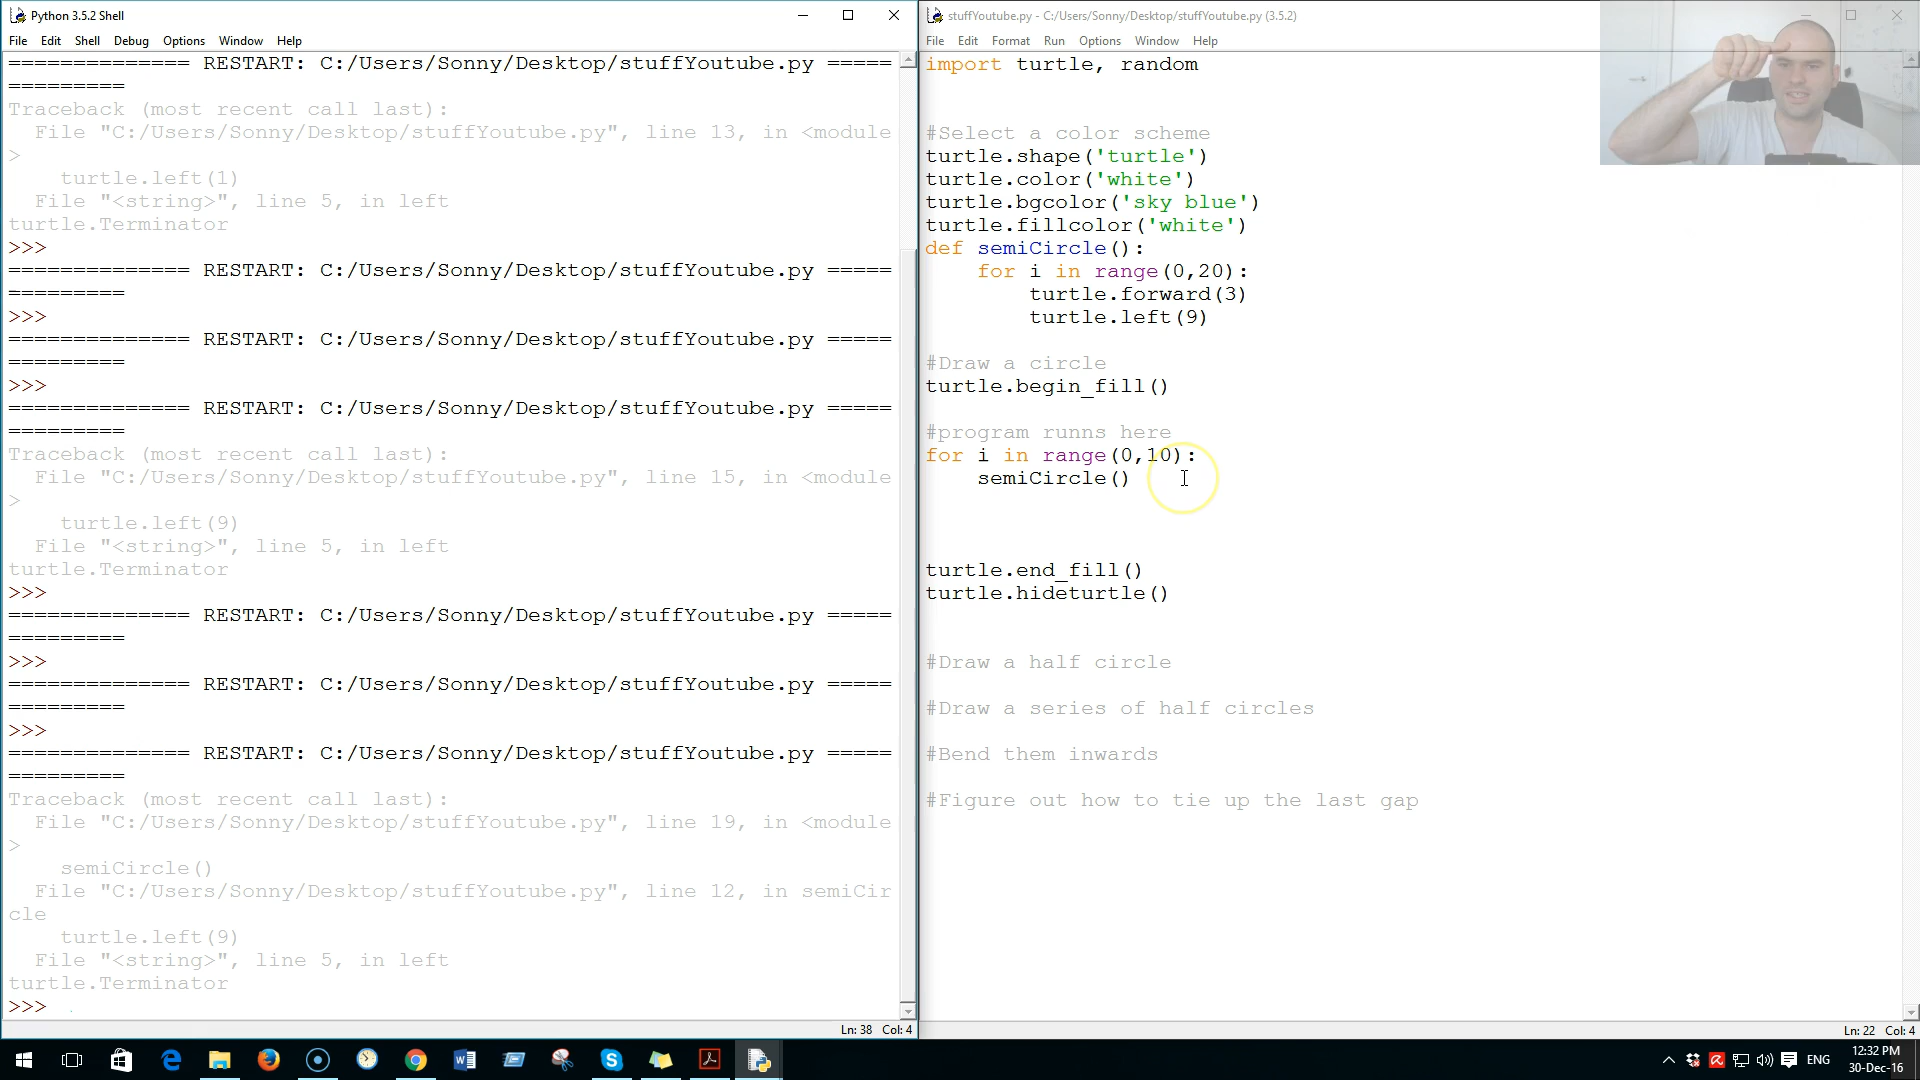 Python 3.5.2 Shell
File Edit Shell Debug Options Window Help
============== RESTART: C:/Users/Sonny/Desktop/stuffYoutube.py =====
=========
Traceback (most recent call last):
  File "C:/Users/Sonny/Desktop/stuffYoutube.py", line 13, in <module
>
    turtle.left(1)
  File "<string>", line 5, in left
turtle.Terminator
>>>
============== RESTART: C:/Users/Sonny/Desktop/stuffYoutube.py =====
=========
>>>
============== RESTART: C:/Users/Sonny/Desktop/stuffYoutube.py =====
=========
>>>
============== RESTART: C:/Users/Sonny/Desktop/stuffYoutube.py =====
=========
Traceback (most recent call last):
  File "C:/Users/Sonny/Desktop/stuffYoutube.py", line 15, in <module
>
    turtle.left(9)
  File "<string>", line 5, in left
turtle.Terminator
>>>
============== RESTART: C:/Users/Sonny/Desktop/stuffYoutube.py =====
=========
>>>
============== RESTART: C:/Users/Sonny/Desktop/stuffYoutube.py =====
=========
>>>
============== RESTART: C:/Users/Sonny/Desktop/stuffYoutube.py =====
=========
Traceback (most recent call last):
  File "C:/Users/Sonny/Desktop/stuffYoutube.py", line 19, in <module
>
    semiCircle()
  File "C:/Users/Sonny/Desktop/stuffYoutube.py", line 12, in semiCir
cle
    turtle.left(9)
  File "<string>", line 5, in left
turtle.Terminator
>>>
Ln: 38 Col: 4
stuffYoutube.py - C:/Users/Sonny/Desktop/stuffYoutube.py (3.5.2)
File Edit Format Run Options Window Help
import turtle, random
#Select a color scheme
turtle.shape('turtle')
turtle.color('white')
turtle.bgcolor('sky blue')
turtle.fillcolor('white')
def semiCircle():
    for i in range(0,20):
        turtle.forward(3)
        turtle.left(9)
#Draw a circle
turtle.begin_fill()
#program runns here
for i in range(0,10):
    semiCircle()
turtle.end_fill()
turtle.hideturtle()
#Draw a half circle
#Draw a series of half circles
#Bend them inwards
#Figure out how to tie up the last gap
Ln: 22 Col: 4
ENG
12:32 PM
30-Dec-16